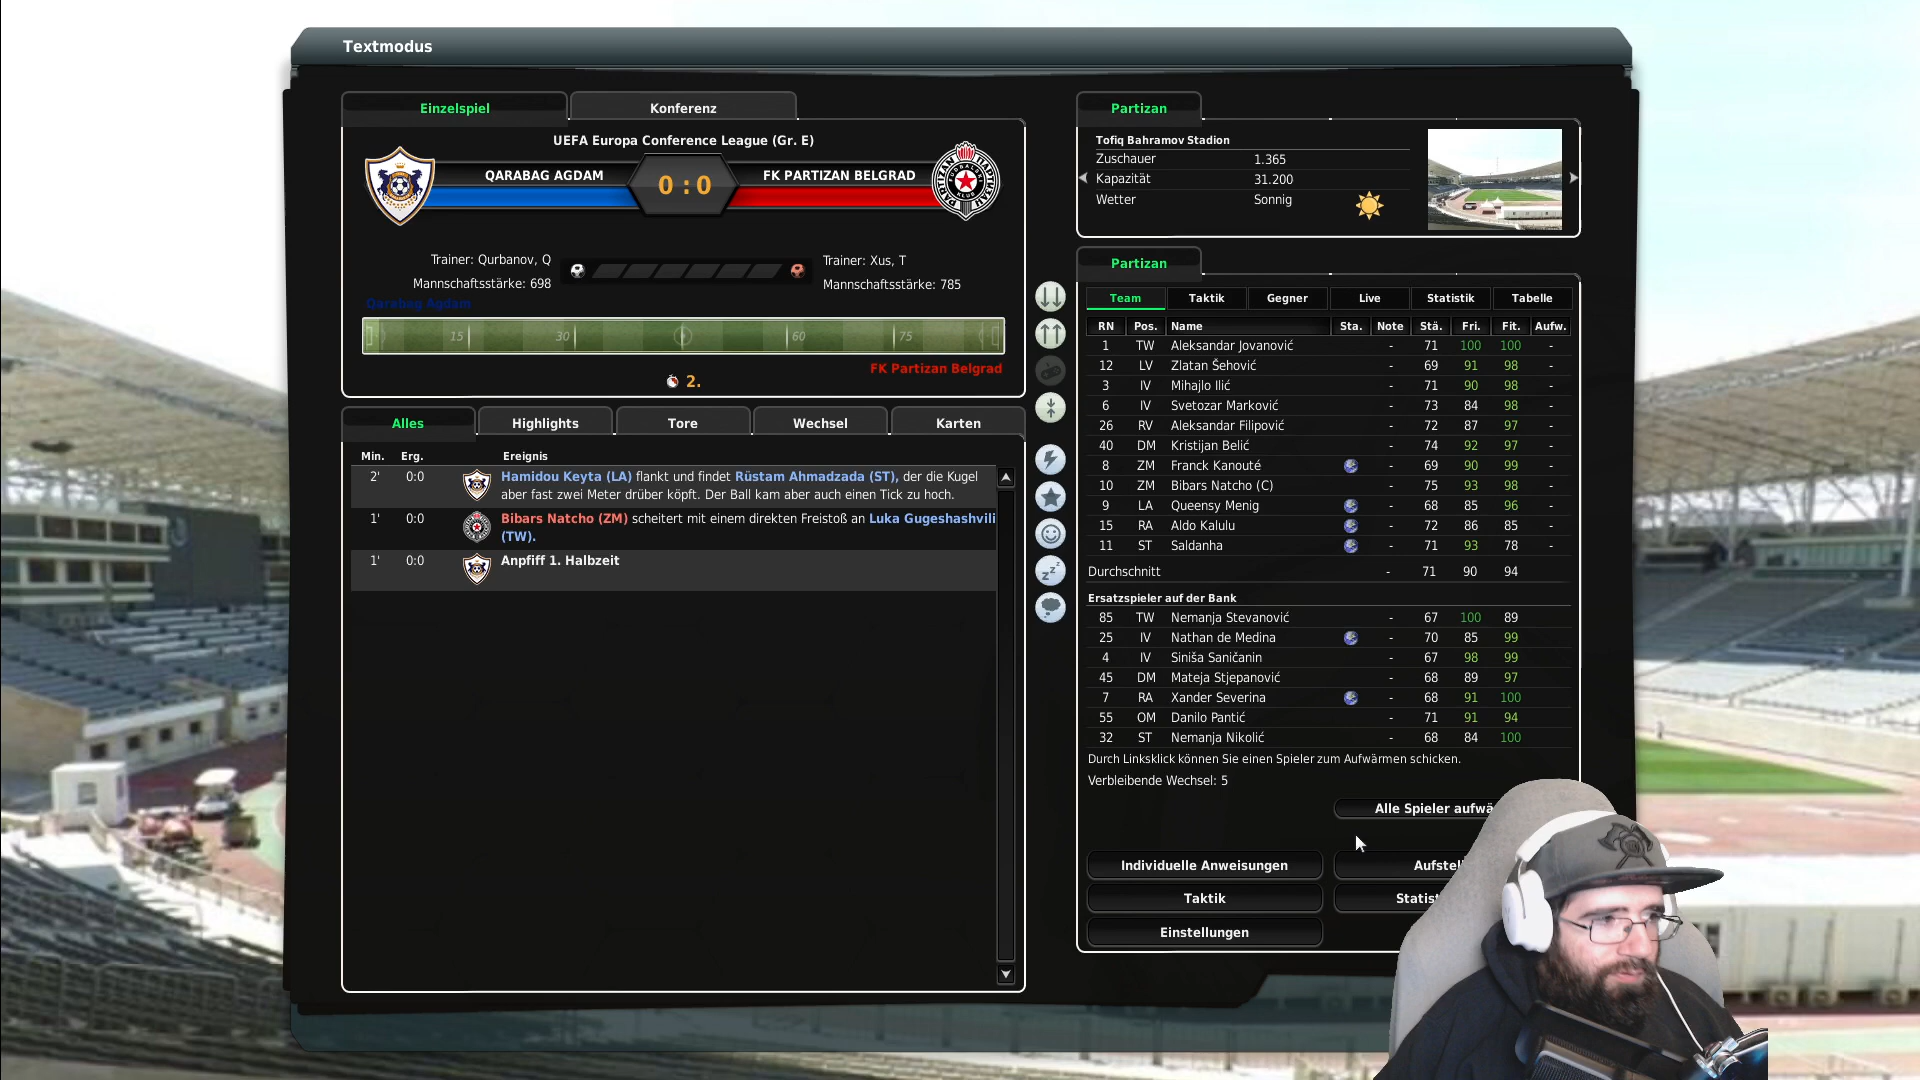 Textmodus
Einzelspiel
Konferenz
UEFA Europa Conference League (Gr. E)
QARABAG AGDAM
0 : 0
FK PARTIZAN BELGRAD
Trainer: Qurbanov, Q
Trainer: Xus, T
Mannschaftsstärke: 698
Mannschaftsstärke: 785
Qarabag Agdam
15
30
60
75
FK Partizan Belgrad
2.
Alles
Highlights
Tore
Wechsel
Karten
Min. Erg. Ereignis
2' 0:0 Hamidou Keyta (LA) flankt und findet Rüstam Ahmadzada (ST), der die Kugel
aber fast zwei Meter drüber köpft. Der Ball kam aber auch einen Tick zu hoch.
1' 0:0 Bibars Natcho (ZM) scheitert mit einem direkten Freistoß an Luka Gugeshashvili
(TW).
1' 0:0 Anpfiff 1. Halbzeit
Partizan
Tofiq Bahramov Stadion
Zuschauer 1.365
Kapazität 31.200
Wetter Sonnig
Partizan
Team
Taktik
Gegner
Live
Statistik
Tabelle
RN Pos. Name Sta. Note Stä. Fri. Fit. Aufw.
1 TW Aleksandar Jovanović - 71 100 100 -
12 LV Zlatan Šehović - 69 91 98 -
3 IV Mihajlo Ilić - 71 90 98 -
6 IV Svetozar Marković - 73 84 98 -
26 RV Aleksandar Filipović - 72 87 97 -
40 DM Kristijan Belić - 74 92 97 -
8 ZM Franck Kanouté - 69 90 99 -
10 ZM Bibars Natcho (C) - 75 93 98 -
9 LA Queensy Menig - 68 85 96 -
15 RA Aldo Kalulu - 72 86 85 -
11 ST Saldanha - 71 93 78 -
Durchschnitt - 71 90 94
Ersatzspieler auf der Bank
85 TW Nemanja Stevanović - 67 100 89
25 IV Nathan de Medina - 70 85 99
4 IV Siniša Saničanin - 67 98 99
45 DM Mateja Stjepanović - 68 89 97
7 RA Xander Severina - 68 91 100
55 OM Danilo Pantić - 71 91 94
32 ST Nemanja Nikolić - 68 84 100
Durch Linksklick können Sie einen Spieler zum Aufwärmen schicken.
Verbleibende Wechsel: 5
Alle Spieler aufwä
Individuelle Anweisungen
Aufstel
Taktik
Statist
Einstellungen